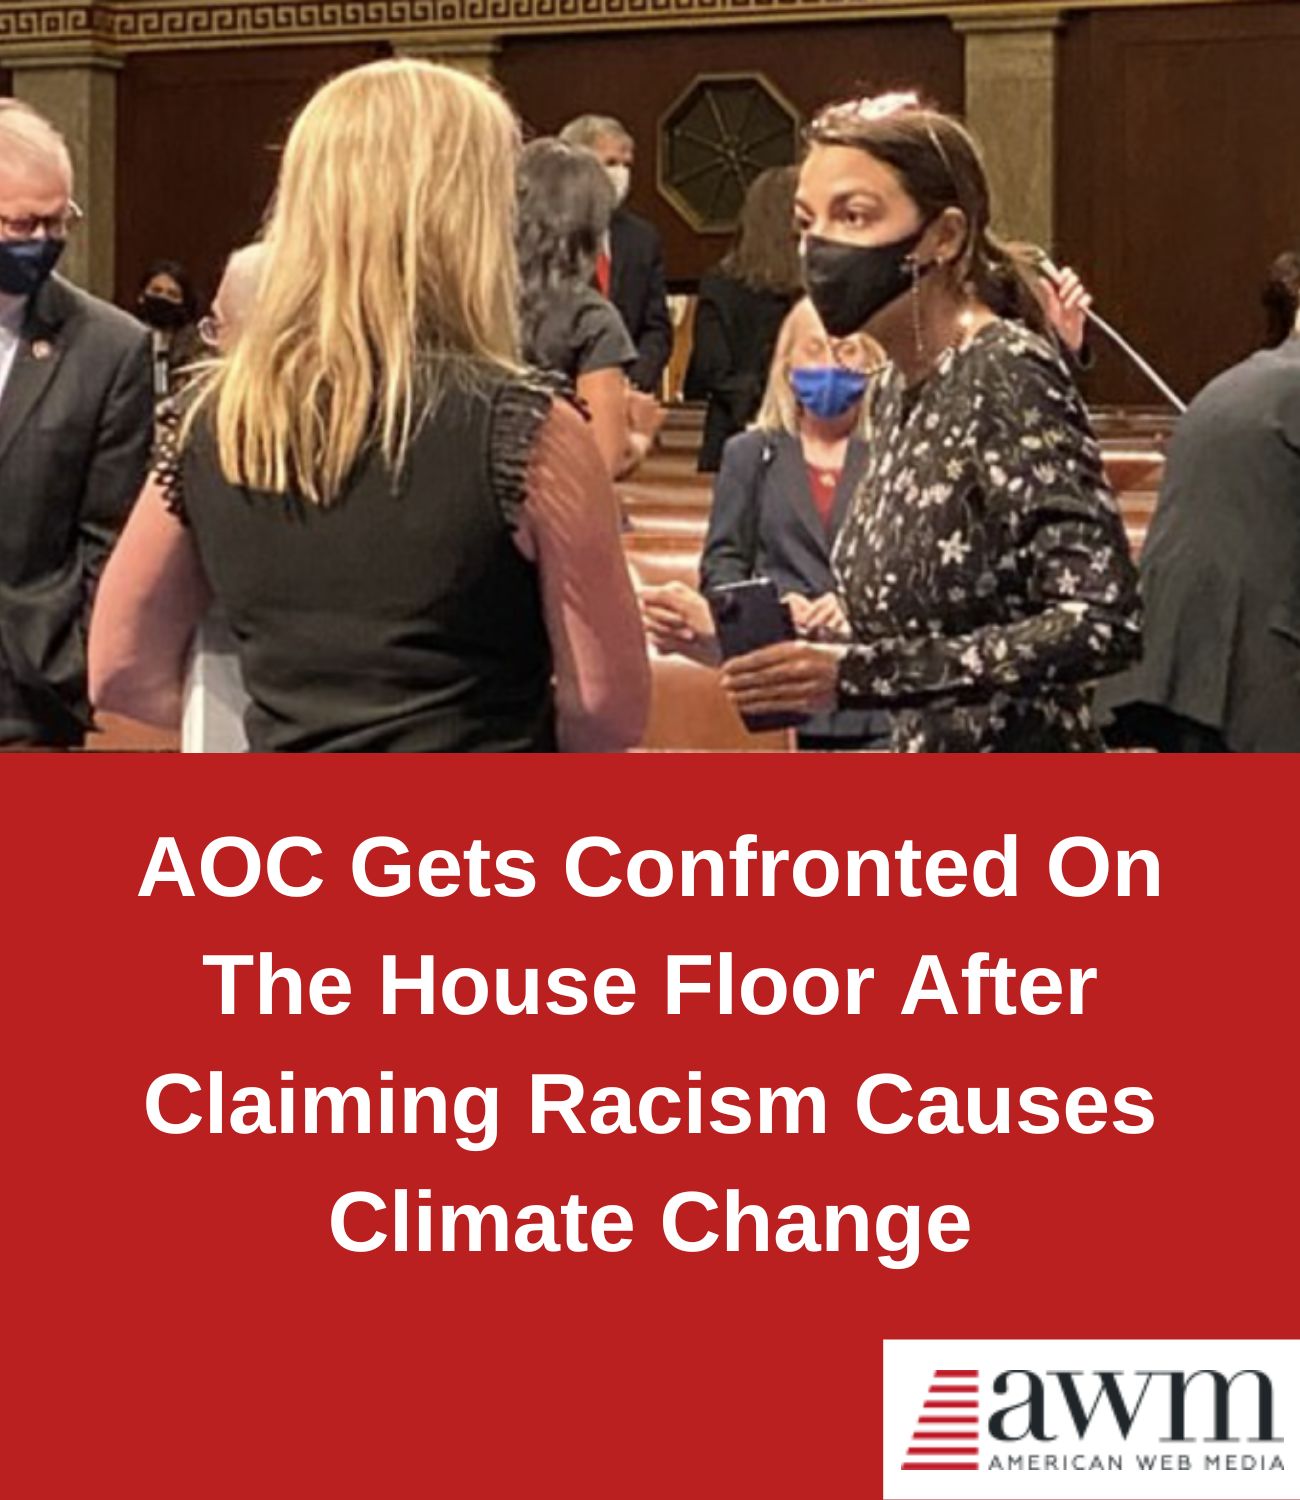 AOC Gets Confronted On
The House Floor After
Claiming Racism Causes
Climate Change
awm
AMERICAN WEB MEDIA